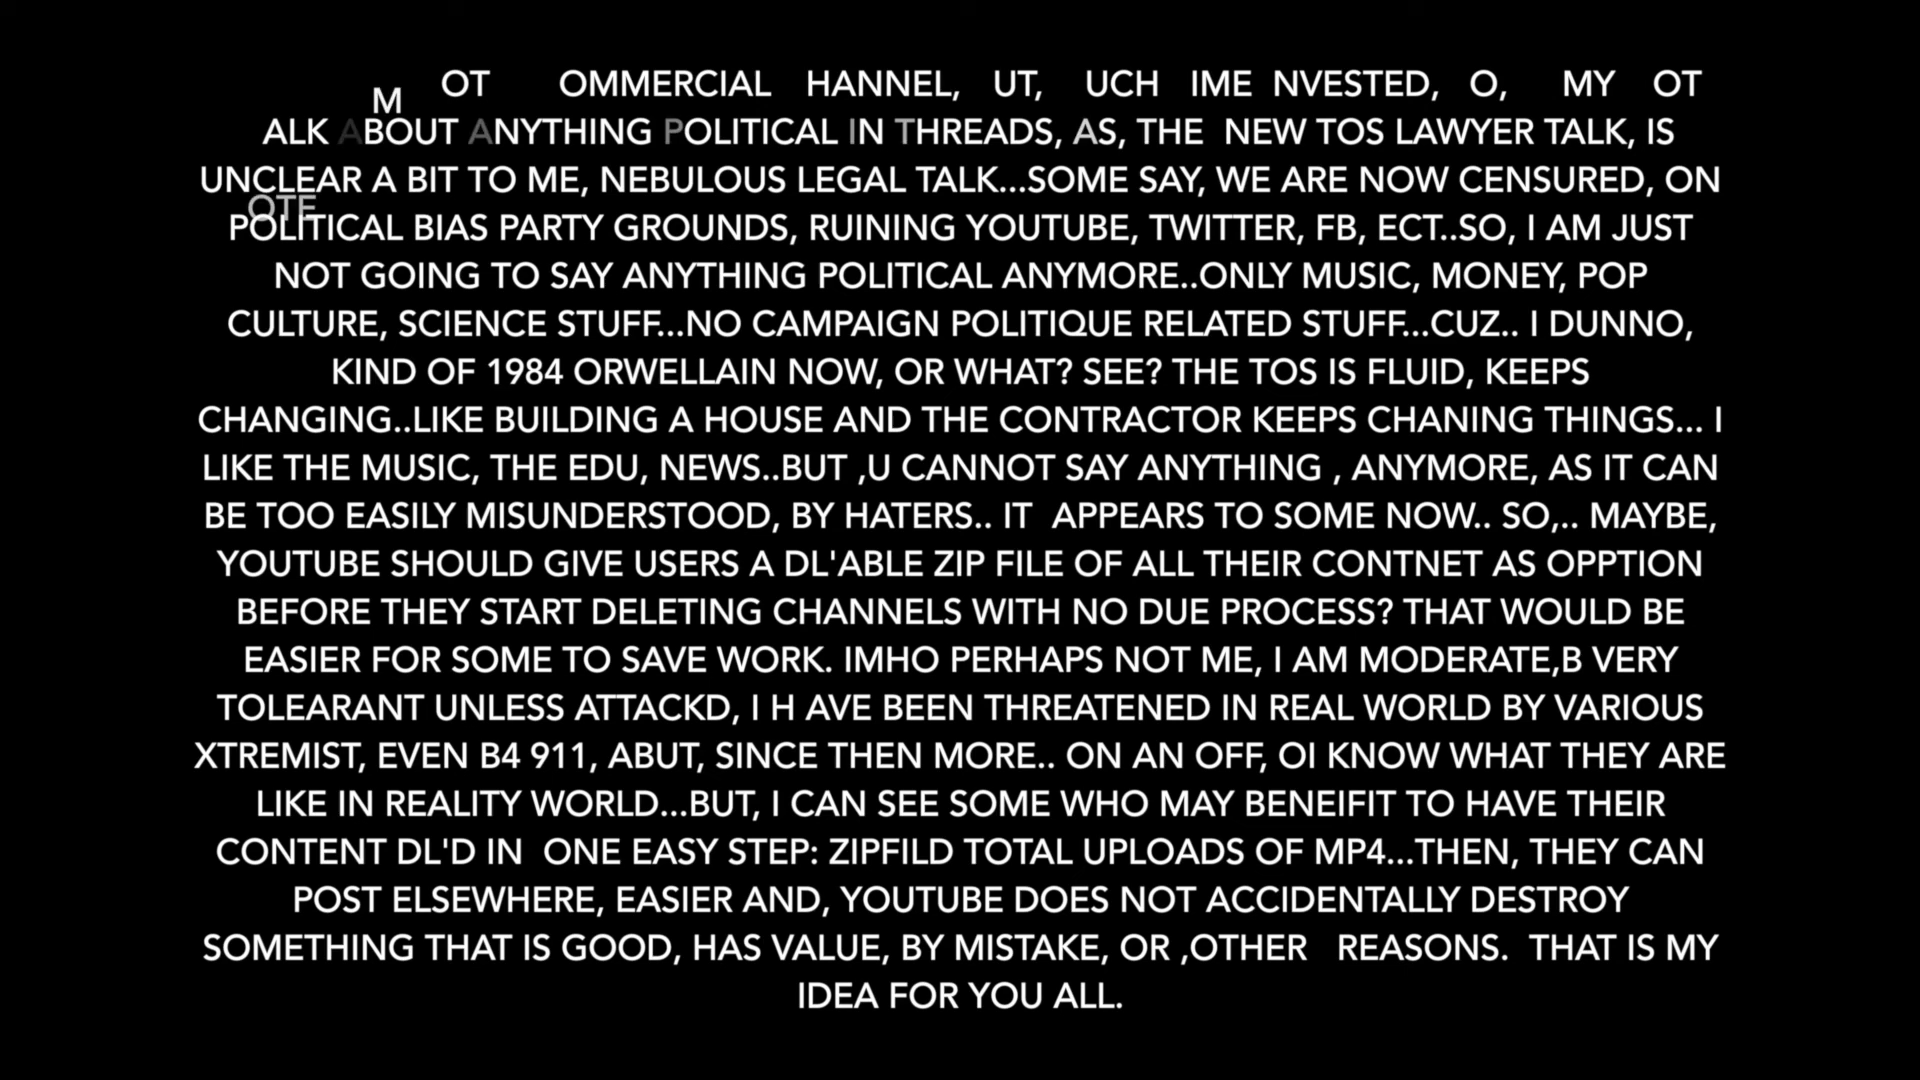 M OT OMMERCIAL HANNEL, UT, UCH IME NVESTED, O, MY OT
ALK ABOUT ANYTHING POLITICAL IN THREADS, AS, THE NEW TOS LAWYER TALK, IS
UNCLEAR A BIT TO ME, NEBULOUS LEGAL TALK...SOME SAY, WE ARE NOW CENSURED, ON
OTE
POLITICAL BIAS PARTY GROUNDS, RUINING YOUTUBE, TWITTER, FB, ECT..SO, I AM JUST
NOT GOING TO SAY ANYTHING POLITICAL ANYMORE..ONLY MUSIC, MONEY, POP
CULTURE, SCIENCE STUFF...NO CAMPAIGN POLITIQUE RELATED STUFF...CUZ.. I DUNNO,
KIND OF 1984 ORWELLAIN NOW, OR WHAT? SEE? THE TOS IS FLUID, KEEPS
CHANGING..LIKE BUILDING A HOUSE AND THE CONTRACTOR KEEPS CHANING THINGS... I
LIKE THE MUSIC, THE EDU, NEWS..BUT ,U CANNOT SAY ANYTHING , ANYMORE, AS IT CAN
BE TOO EASILY MISUNDERSTOOD, BY HATERS.. IT APPEARS TO SOME NOW.. SO,.. MAYBE,
YOUTUBE SHOULD GIVE USERS A DL'ABLE ZIP FILE OF ALL THEIR CONTNET AS OPPTION
BEFORE THEY START DELETING CHANNELS WITH NO DUE PROCESS? THAT WOULD BE
EASIER FOR SOME TO SAVE WORK. IMHO PERHAPS NOT ME, I AM MODERATE,B VERY
TOLEARANT UNLESS ATTACKD, I H AVE BEEN THREATENED IN REAL WORLD BY VARIOUS
XTREMIST, EVEN B4 911, ABUT, SINCE THEN MORE.. ON AN OFF, OI KNOW WHAT THEY ARE
LIKE IN REALITY WORLD...BUT, I CAN SEE SOME WHO MAY BENEIFIT TO HAVE THEIR
CONTENT DL'D IN ONE EASY STEP: ZIPFILD TOTAL UPLOADS OF MP4...THEN, THEY CAN
POST ELSEWHERE, EASIER AND, YOUTUBE DOES NOT ACCIDENTALLY DESTROY
SOMETHING THAT IS GOOD, HAS VALUE, BY MISTAKE, OR ,OTHER REASONS. THAT IS MY
IDEA FOR YOU ALL.